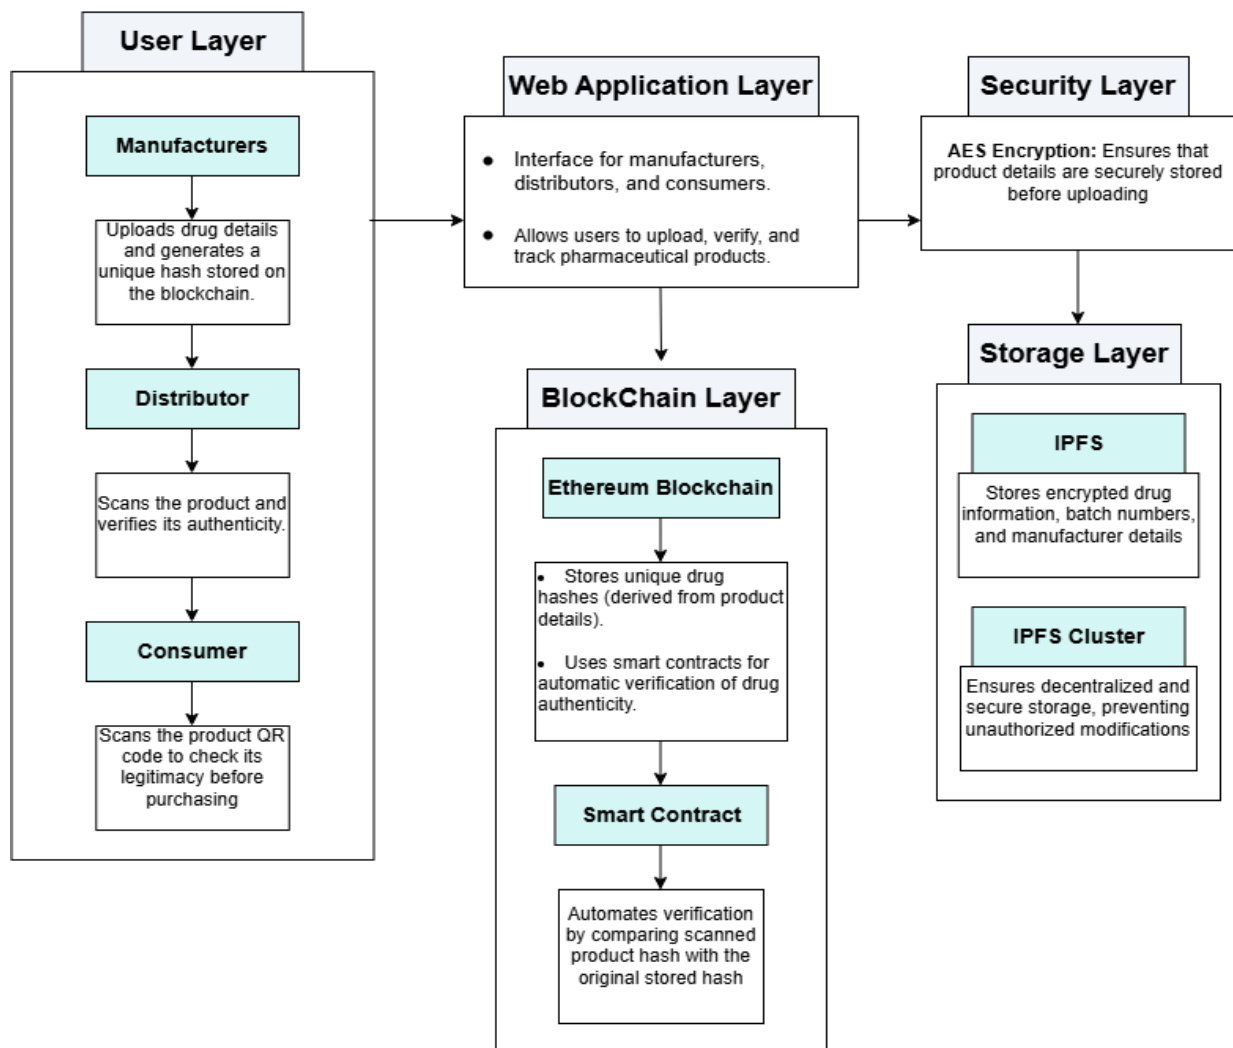 User Layer
Manufacturers
Uploads drug details
and generates a
unique hash stored on
the blockchain.
Distributor
Scans the product and
verifies its authenticity.
Consumer
Scans the product QR
code to check its
legitimacy before
purchasing
Web Application Layer
● Interface for manufacturers,
distributors, and consumers.
● Allows users to upload, verify, and
track pharmaceutical products.
BlockChain Layer
Ethereum Blockchain
• Stores unique drug
hashes (derived from product
details).
• Uses smart contracts for
automatic verification of drug
authenticity.
Smart Contract
Automates verification
by comparing scanned
product hash with the
original stored hash
Security Layer
AES Encryption: Ensures that
product details are securely stored
before uploading
Storage Layer
IPFS
Stores encrypted drug
information, batch numbers,
and manufacturer details
IPFS Cluster
Ensures decentralized and
secure storage, preventing
unauthorized modifications